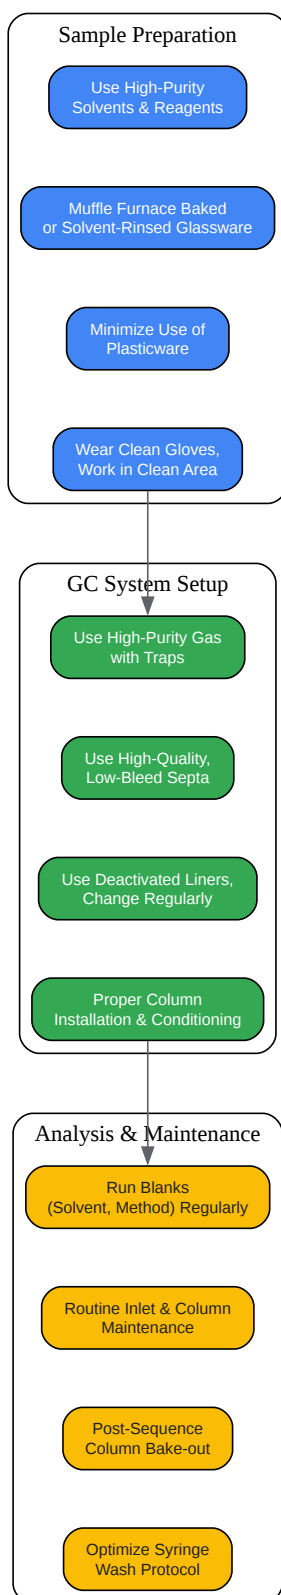 Sample Preparation
Use High-Purity
Solvents & Reagents
Muffle Furnace Baked
or Solvent-Rinsed Glassware
Minimize Use of
Plasticware
Wear Clean Gloves,
Work in Clean Area
GC System Setup
Use High-Purity Gas
with Traps
Use High-Quality,
Low-Bleed Septa
Use Deactivated Liners,
Change Regularly
Proper Column
Installation & Conditioning
Analysis & Maintenance
Run Blanks
(Solvent, Method) Regularly
Routine Inlet & Column
Maintenance
Post-Sequence
Column Bake-out
Optimize Syringe
Wash Protocol